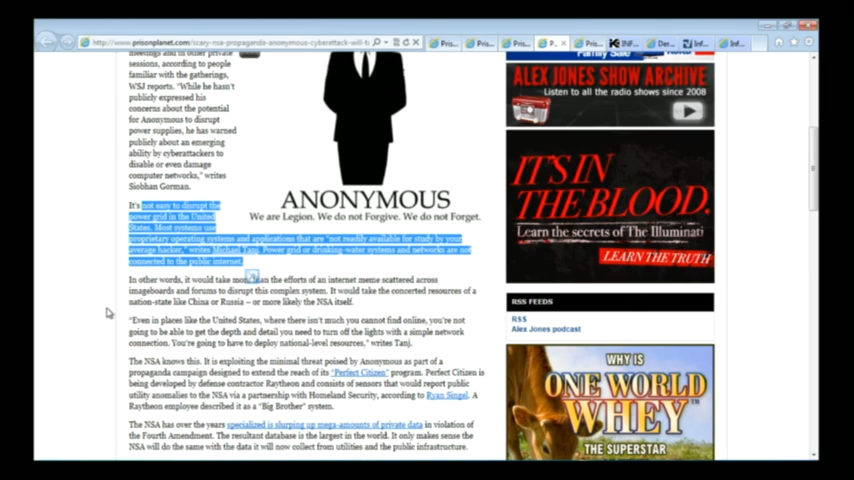 http://www.prisonplanet.com/scary-nsa-propaganda-anonymous-cyberattack-will-t
Pris...
Pris...
Pris...
P...
Pris...
INF...
Der...
Inf...
Inf...
meetings and in other private
sessions, according to people
familiar with the gatherings,
WSJ reports. “While he hasn’t
publicly expressed his
concerns about the potential
for Anonymous to disrupt
power supplies, he has warned
publicly about an emerging
ability by cyberattackers to
disable or even damage
computer networks,” writes
Siobhan Gorman.
ANONYMOUS
We are Legion. We do not Forgive. We do not Forget.
It’s not easy to disrupt the
power grid in the United
States. Most systems use
proprietary operating systems and applications that are “not readily available for study by your
average hacker,” writes Michael Tanj. Power grid or drinking-water systems and networks are not
connected to the public internet.
In other words, it would take more than the efforts of an internet meme scattered across
imageboards and forums to disrupt this complex system. It would take the concerted resources of a
nation-state like China or Russia – or more likely the NSA itself.
“Even in places like the United States, where there isn’t much you cannot find online, you’re not
going to be able to get the depth and detail you need to turn off the lights with a simple network
connection. You’re going to have to deploy national-level resources,” writes Tanj.
The NSA knows this. It is exploiting the minimal threat poised by Anonymous as part of a
propaganda campaign designed to extend the reach of its “Perfect Citizen” program. Perfect Citizen is
being developed by defense contractor Raytheon and consists of sensors that would report public
utility anomalies to the NSA via a partnership with Homeland Security, according to Ryan Singel. A
Raytheon employee described it as a “Big Brother” system.
The NSA has over the years specialized is slurping up mega-amounts of private data in violation of
the Fourth Amendment. The resultant database is the largest in the world. It only makes sense the
NSA will do the same with the data it will now collect from utilities and the public infrastructure.
Family Safe
ALEX JONES SHOW ARCHIVE
Listen to all the radio shows since 2008
IT'S IN
THE BLOOD.
Learn the secrets of The Illuminati
LEARN THE TRUTH
RSS FEEDS
RSS
Alex Jones podcast
WHY IS
ONE WORLD
WHEY™
THE SUPERSTAR